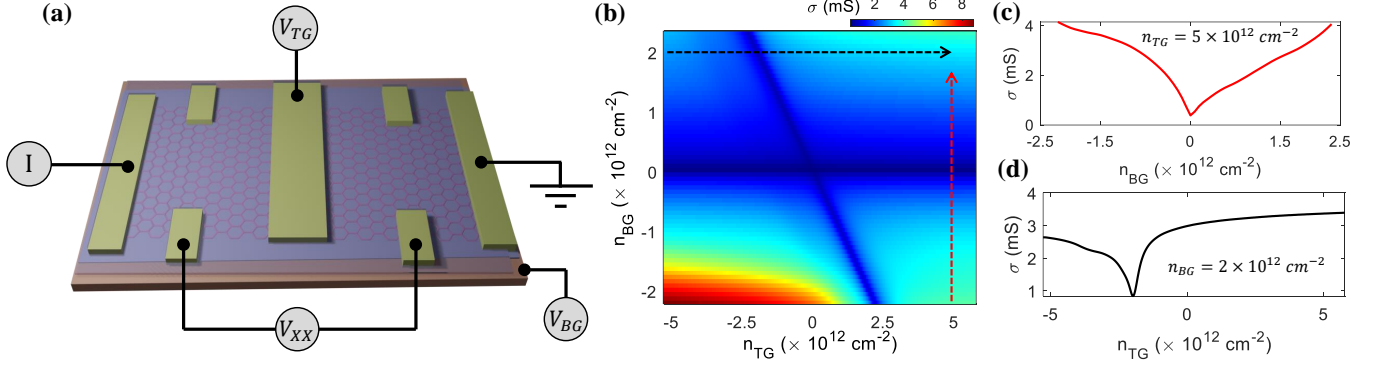 (a)
V_TG
I
V_XX
V_BG
(b)
σ (mS) 2 4 6 8
n_BG (× 10^12 cm^-2)
2
1
0
-1
-2
-5 -2.5 0 2.5 5
n_TG (× 10^12 cm^-2)
(c)
n_TG = 5 × 10^12 cm^-2
σ (mS)
4
2
0
-2.5 -1.5 0 1.5 2.5
n_BG (× 10^12 cm^-2)
(d)
σ (mS)
4
3
2
1
n_BG = 2 × 10^12 cm^-2
-5 -2 0 2 5
n_TG (× 10^12 cm^-2)